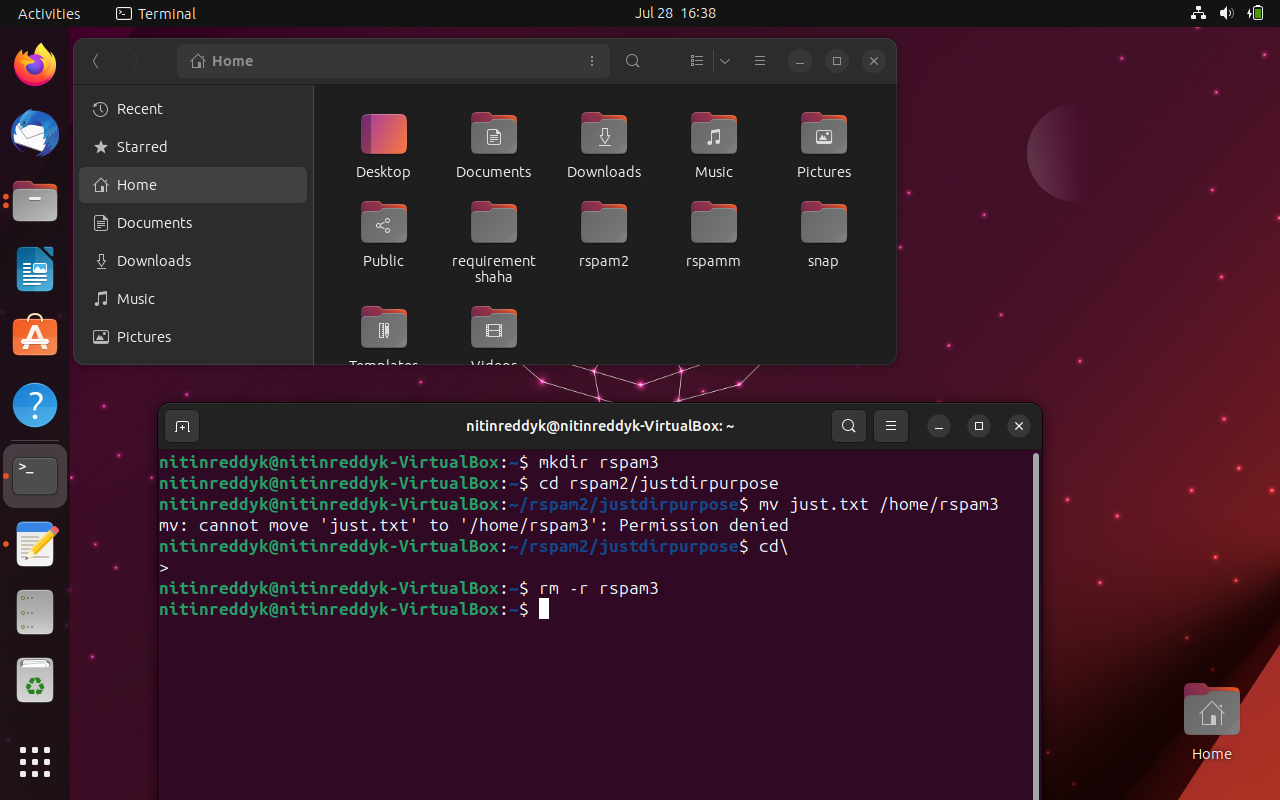 Activities
Terminal
Jul 28 16:38
Home
Recent
Starred
Home
Documents
Downloads
Music
Pictures
Desktop
Documents
Downloads
Music
Pictures
Public
requirement
shaha
rspam2
rspamm
snap
Templates
Videos
nitinreddyk@nitinreddyk-VirtualBox: ~
nitinreddyk@nitinreddyk-VirtualBox:~$ mkdir rspam3
nitinreddyk@nitinreddyk-VirtualBox:~$ cd rspam2/justdirpurpose
nitinreddyk@nitinreddyk-VirtualBox:~/rspam2/justdirpurpose$ mv just.txt /home/rspam3
mv: cannot move 'just.txt' to '/home/rspam3': Permission denied
nitinreddyk@nitinreddyk-VirtualBox:~/rspam2/justdirpurpose$ cd\
>
nitinreddyk@nitinreddyk-VirtualBox:~$ rm -r rspam3
nitinreddyk@nitinreddyk-VirtualBox:~$
Home